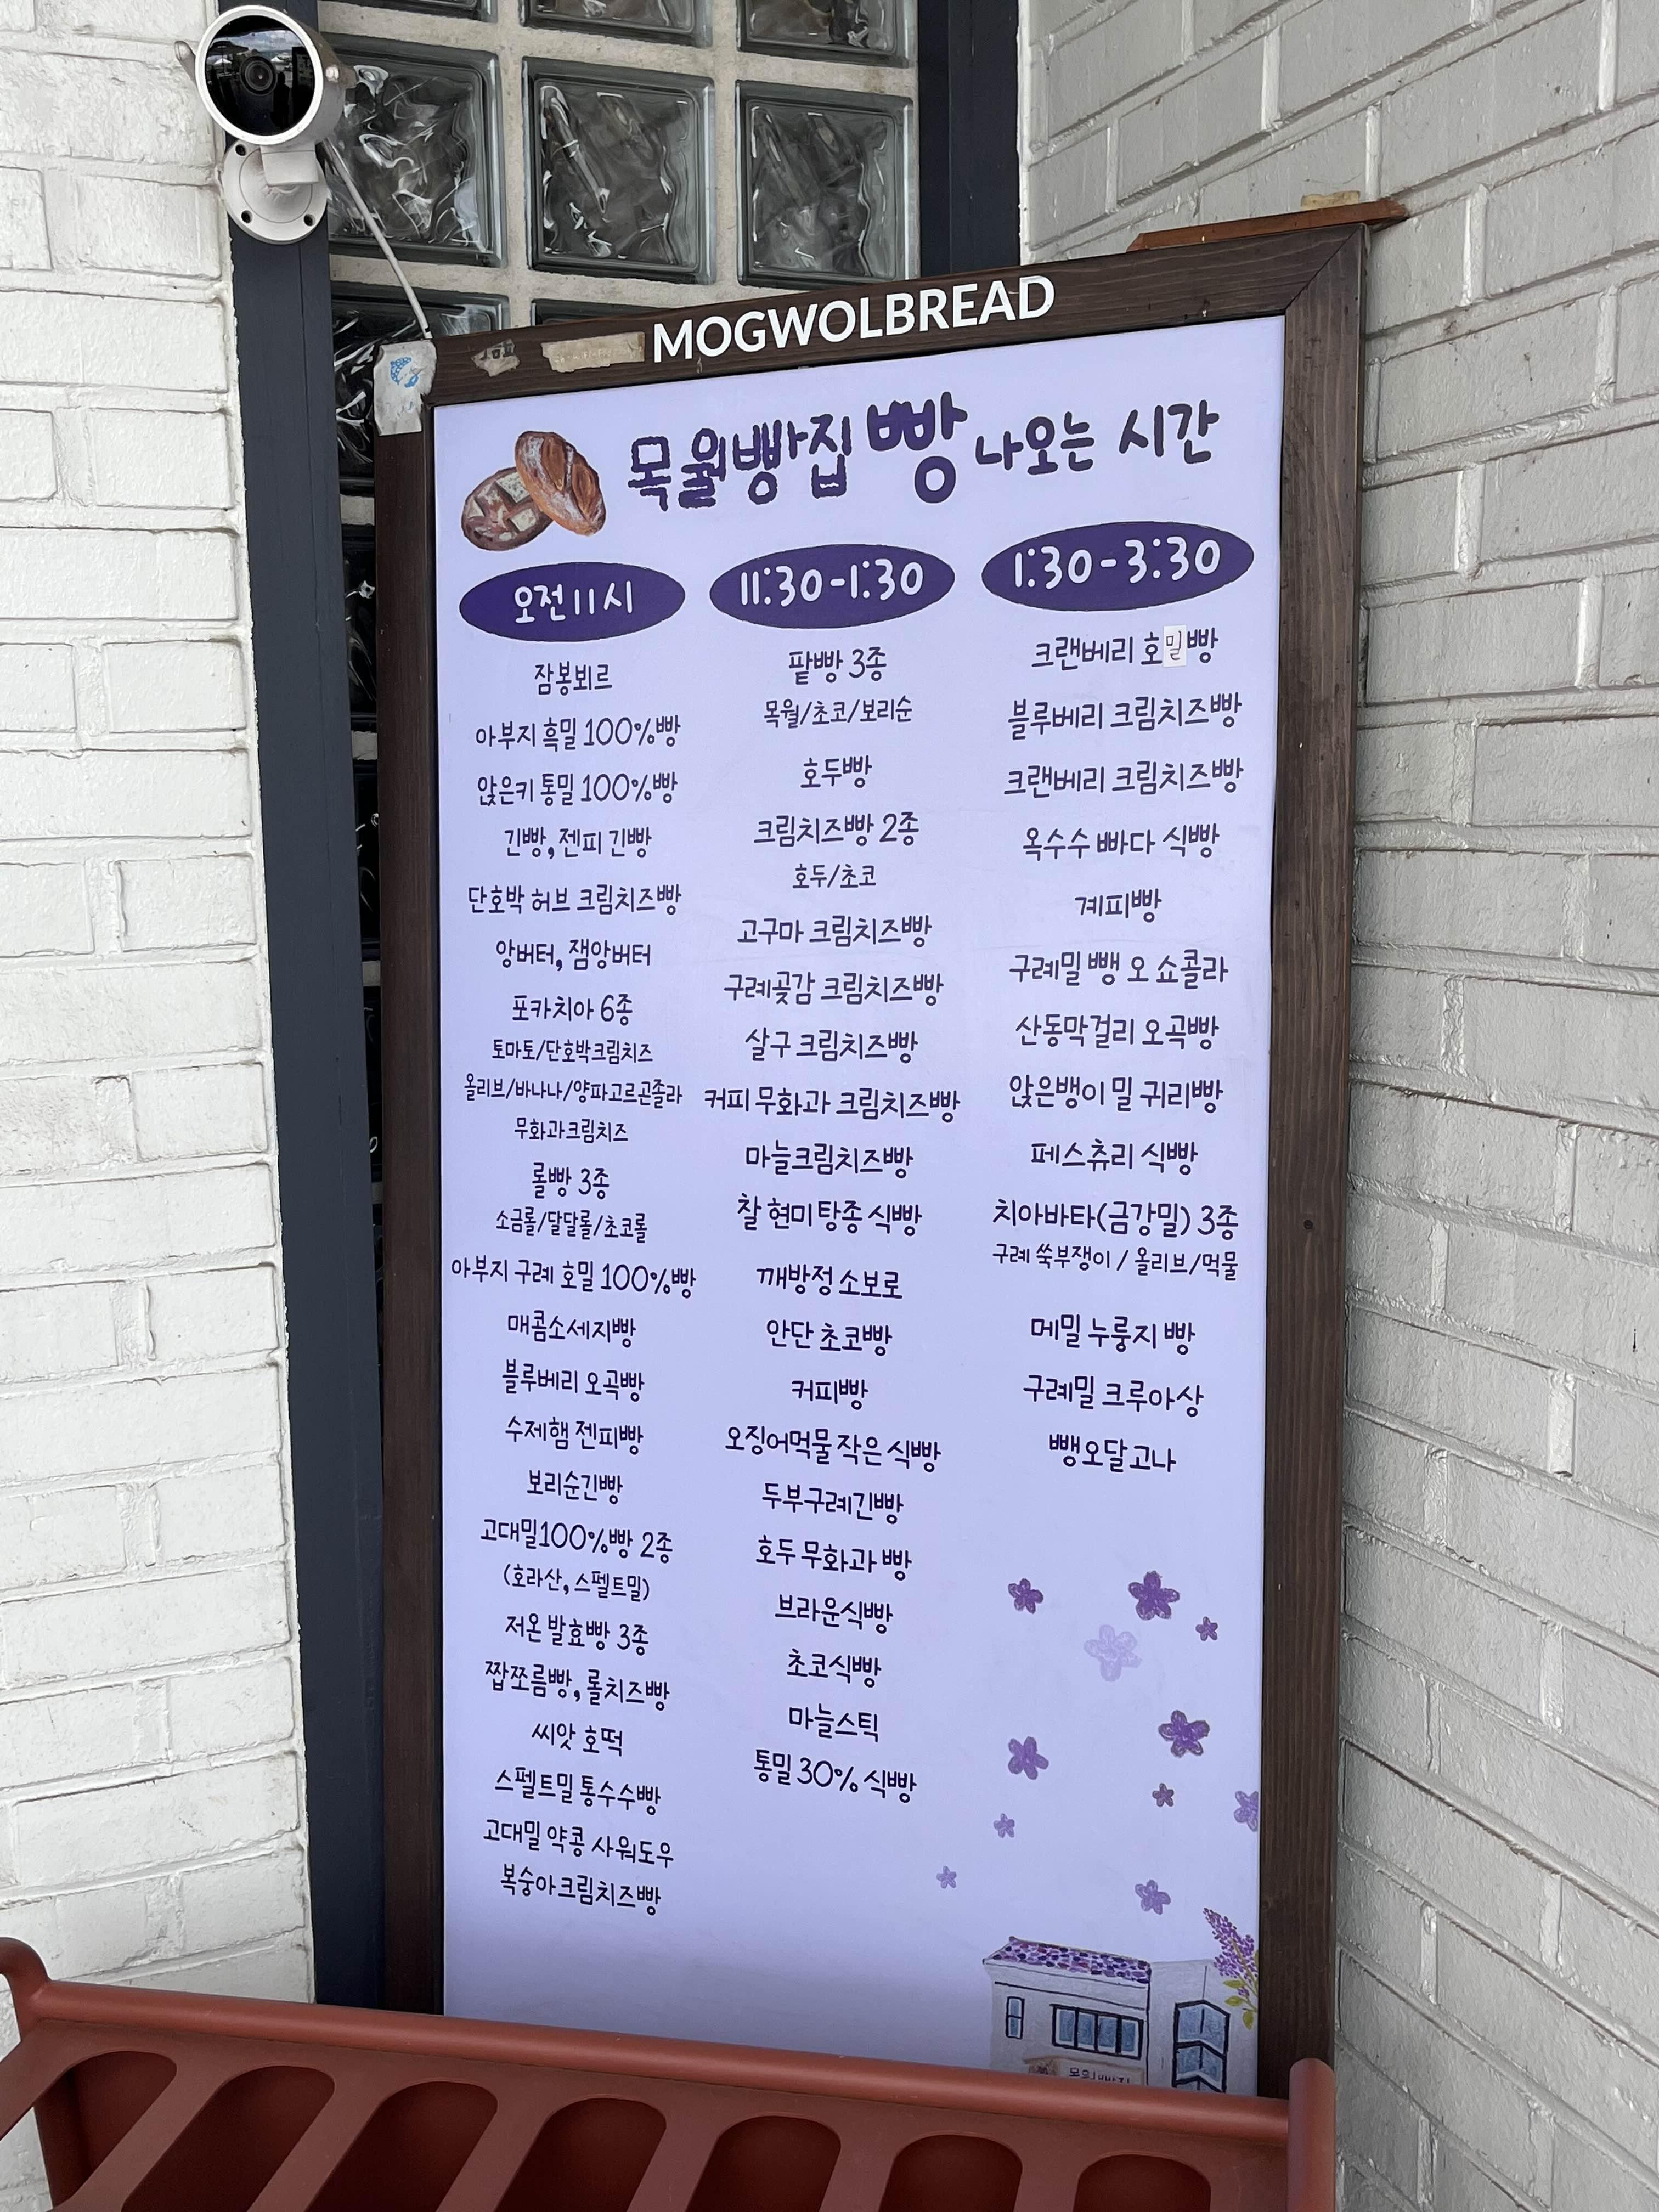 MOGWOLBREAD
목월빵집 빵 나오는 시간
오전 11시
잠봉뵈르
아부지 흑밀 100%빵
앉은키 통밀 100%빵
긴빵, 젠피 긴빵
단호박 허브 크림치즈빵
앙버터, 잼앙버터
포카치아 6종
토마토/단호박크림치즈
올리브/바나나/양파고르곤졸라
무화과크림치즈
롤빵 3종
소금롤/달달롤/초코롤
아부지 구례 호밀 100%빵
매콤소세지빵
블루베리 오곡빵
수제햄 젠피빵
보리순긴빵
고대밀100%빵 2종
(호라산, 스펠트밀)
저온 발효빵 3종
짭쪼름빵, 롤치즈빵
씨앗 호떡
스펠트밀 통수수빵
고대밀 약콩 사워도우
복숭아크림치즈빵
11:30-1:30
팥빵 3종
목월/초코/보리순
호두빵
크림치즈빵 2종
호두/초코
고구마 크림치즈빵
구례곶감 크림치즈빵
살구 크림치즈빵
커피 무화과 크림치즈빵
마늘크림치즈빵
찰 현미 탕종 식빵
깨방정 소보로
안단 초코빵
커피빵
오징어먹물 작은 식빵
두부구례긴빵
호두 무화과 빵
브라운식빵
초코식빵
마늘스틱
통밀 30% 식빵
1:30-3:30
크랜베리 호밀빵
블루베리 크림치즈빵
크랜베리 크림치즈빵
옥수수 빠다 식빵
계피빵
구례밀 뺑 오 쇼콜라
산동막걸리 오곡빵
앉은뱅이 밀 귀리빵
페스츄리 식빵
치아바타(금강밀) 3종
구례 쑥부쟁이 / 올리브/먹물
메밀 누룽지 빵
구례밀 크루아상
뺑오달고나